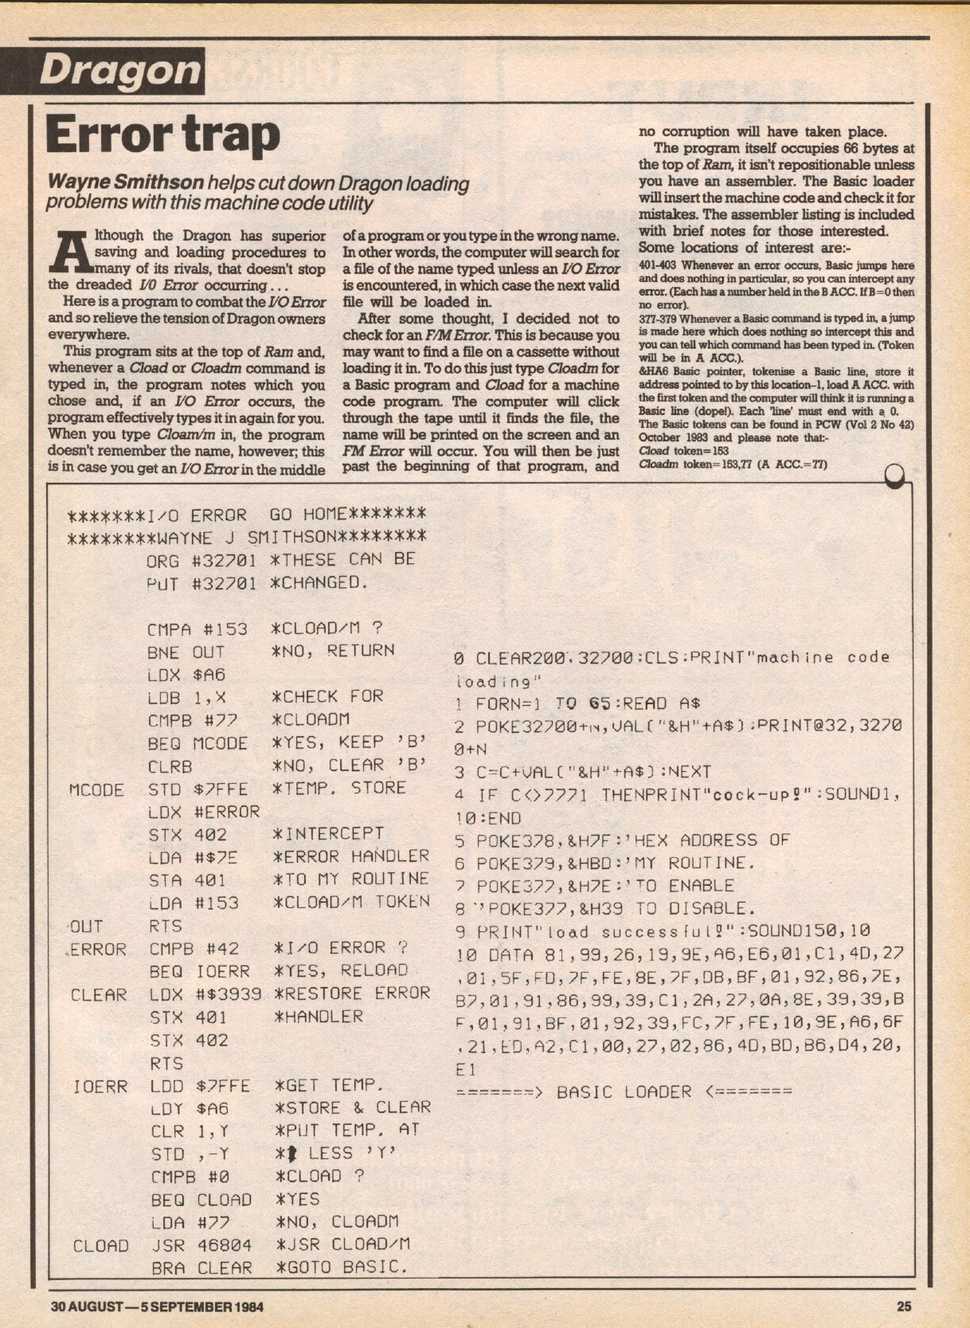 Dragon
Error trap
Wayne Smithson helps cut down Dragon loading
problems with this machine code utility
Although the Dragon has superior
saving and loading procedures to
many of its rivals, that doesn't stop
the dreaded I/0 Error occurring...
Here is a program to combat the I/O Error
and so relieve the tension of Dragon owners
everywhere.
This program sits at the top of Ram and,
whenever a Cload or Cloadm command is
typed in, the program notes which you
chose and, if an I/O Error occurs, the
program effectively types it in again for you.
When you type Cloam/m in, the program
doesn't remember the name, however; this
is in case you get an I/O Error in the middle
of a program or you type in the wrong name.
In other words, the computer will search for
a file of the name typed unless an I/O Error
is encountered, in which case the next valid
file will be loaded in.
After some thought, I decided not to
check for an F/M Error. This is because you
may want to find a file on a cassette without
loading it in. To do this just type Cloadm for
a Basic program and Cload for a machine
code program. The computer will click
through the tape until it finds the file, the
name will be printed on the screen and an
FM Error will occur. You will then be just
past the beginning of that program, and
no corruption will have taken place.
The program itself occupies 66 bytes at
the top of Ram, it isn't repositionable unless
you have an assembler. The Basic loader
will insert the machine code and check it for
mistakes. The assembler listing is included
with brief notes for those interested.
Some locations of interest are:-
401-403 Whenever an error occurs, Basic jumps here
and does nothing in particular, so you can intercept any
error. (Each has a number held in the B ACC. If B=0 then
no error).
377-379 Whenever a Basic command is typed in, a jump
is made here which does nothing so intercept this and
you can tell which command has been typed in. (Token
will be in A ACC.).
&HA6 Basic pointer, tokenise a Basic line, store it
address pointed to by this location–1, load A ACC. with
the first token and the computer will think it is running a
Basic line (dope!). Each 'line' must end with a 0.
The Basic tokens can be found in PCW (Vol 2 No 42)
October 1983 and please note that:-
Cload token=153
Cloadm token=153,77 (A ACC.=77)
*******I/O ERROR  GO HOME*******
********WAYNE J SMITHSON********
ORG #32701 *THESE CAN BE
PUT #32701 *CHANGED.
CMPA #153 *CLOAD/M ?
BNE OUT *NO, RETURN
LDX $A6
LDB 1,X *CHECK FOR
CMPB #77 *CLOADM
BEQ MCODE *YES, KEEP 'B'
CLRB *NO, CLEAR 'B'
MCODE STD $7FFE *TEMP. STORE
LDX #ERROR
STX 402 *INTERCEPT
LDA #$7E *ERROR HANDLER
STA 401 *TO MY ROUTINE
LDA #153 *CLOAD/M TOKEN
OUT RTS
ERROR CMPB #42 *I/O ERROR ?
BEQ IOERR *YES, RELOAD
CLEAR LDX #$3939 *RESTORE ERROR
STX 401 *HANDLER
STX 402
RTS
IOERR LDD $7FFE *GET TEMP.
LDY $A6 *STORE & CLEAR
CLR 1,Y *PUT TEMP. AT
STD ,-Y * LESS 'Y'
CMPB #0 *CLOAD ?
BEQ CLOAD *YES
LDA #77 *NO, CLOADM
CLOAD JSR 46804 *JSR CLOAD/M
BRA CLEAR *GOTO BASIC.
0 CLEAR200,32700:CLS:PRINT"machine code
loading"
1 FORN=1 TO 65:READ A$
2 POKE32700+N,VAL("&H"+A$):PRINT@32,3270
0+N
3 C=C+VAL("&H"+A$):NEXT
4 IF C<>7771 THENPRINT"cock-up!":SOUND1,
10:END
5 POKE378,&H7F:'HEX ADDRESS OF
6 POKE379,&HBD:'MY ROUTINE.
7 POKE377,&H7E:'TO ENABLE
8 ''POKE377,&H39 TO DISABLE.
9 PRINT"load successful!":SOUND150,10
10 DATA 81,99,26,19,9E,A6,E6,01,C1,4D,27
,01,5F,FD,7F,FE,8E,7F,DB,BF,01,92,86,7E,
B7,01,91,86,99,39,C1,2A,27,0A,8E,39,39,B
F,01,91,BF,01,92,39,FC,7F,FE,10,9E,A6,6F
,21,ED,A2,C1,00,27,02,86,4D,BD,B6,D4,20,
E1
=======> BASIC LOADER <=======
30 AUGUST—5 SEPTEMBER 1984
25